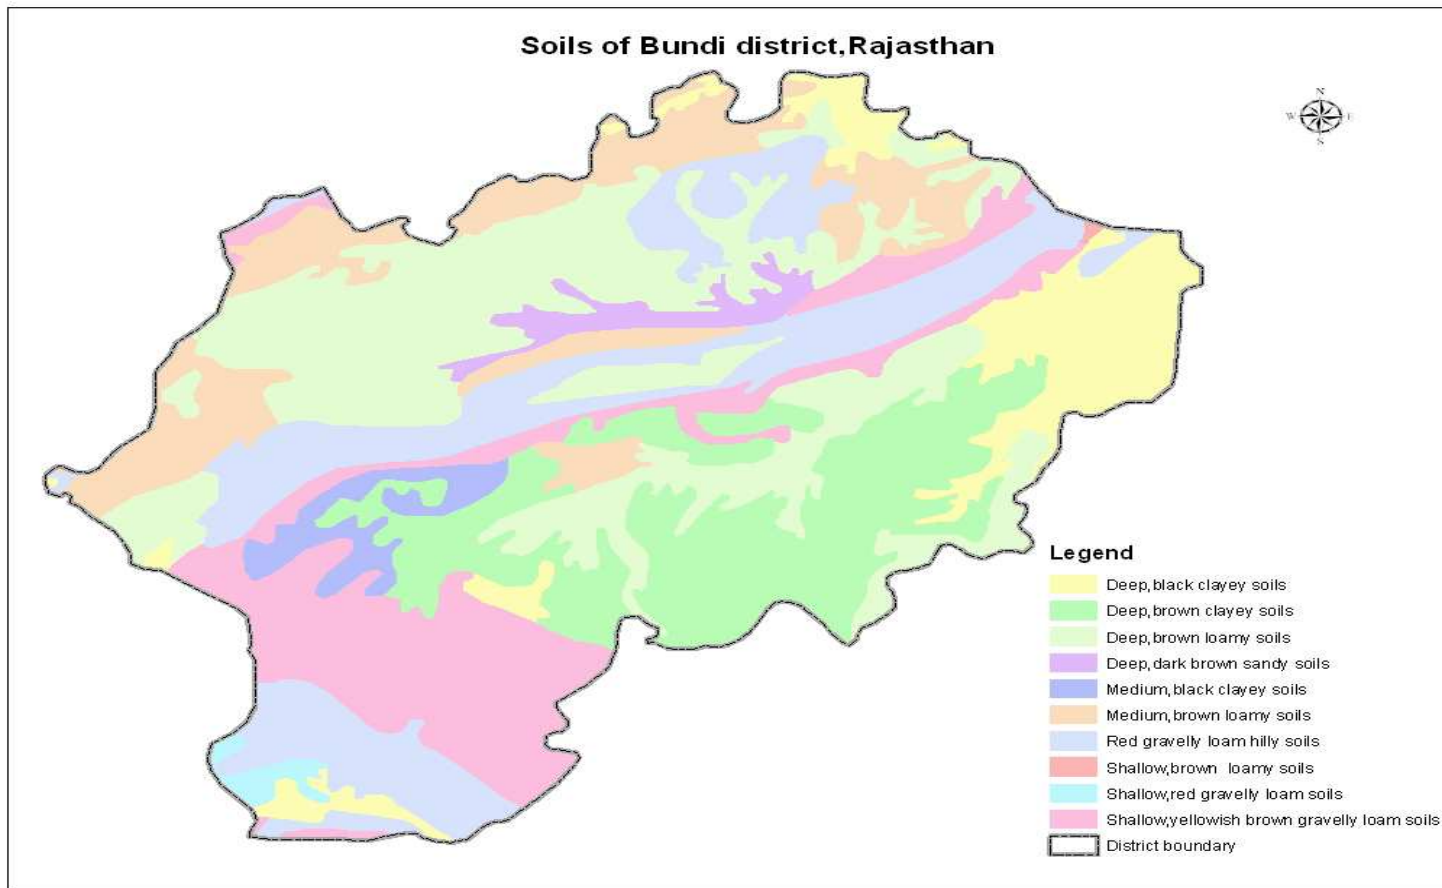 Soils of Bundi district,Rajasthan
N
W E
S
Legend
Deep,black clayey soils
Deep,brown clayey soils
Deep,brown loamy soils
Deep,dark brown sandy soils
Medium,black clayey soils
Medium,brown loamy soils
Red gravelly loam hilly soils
Shallow,brown loamy soils
Shallow,red gravelly loam soils
Shallow,yellowish brown gravelly loam soils
District boundary